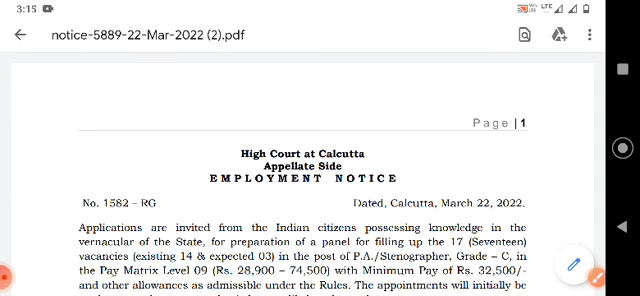 3:15
LTE
notice-5889-22-Mar-2022 (2).pdf
Page | 1
High Court at Calcutta
Appellate Side
EMPLOYMENT NOTICE
No. 1582 – RG Dated, Calcutta, March 22, 2022.
Applications are invited from the Indian citizens possessing knowledge in the
vernacular of the State, for preparation of a panel for filling up the 17 (Seventeen)
vacancies (existing 14 & expected 03) in the post of P.A./Stenographer, Grade – C, in
the Pay Matrix Level 09 (Rs. 28,900 – 74,500) with Minimum Pay of Rs. 32,500/-
and other allowances as admissible under the Rules. The appointments will initially be